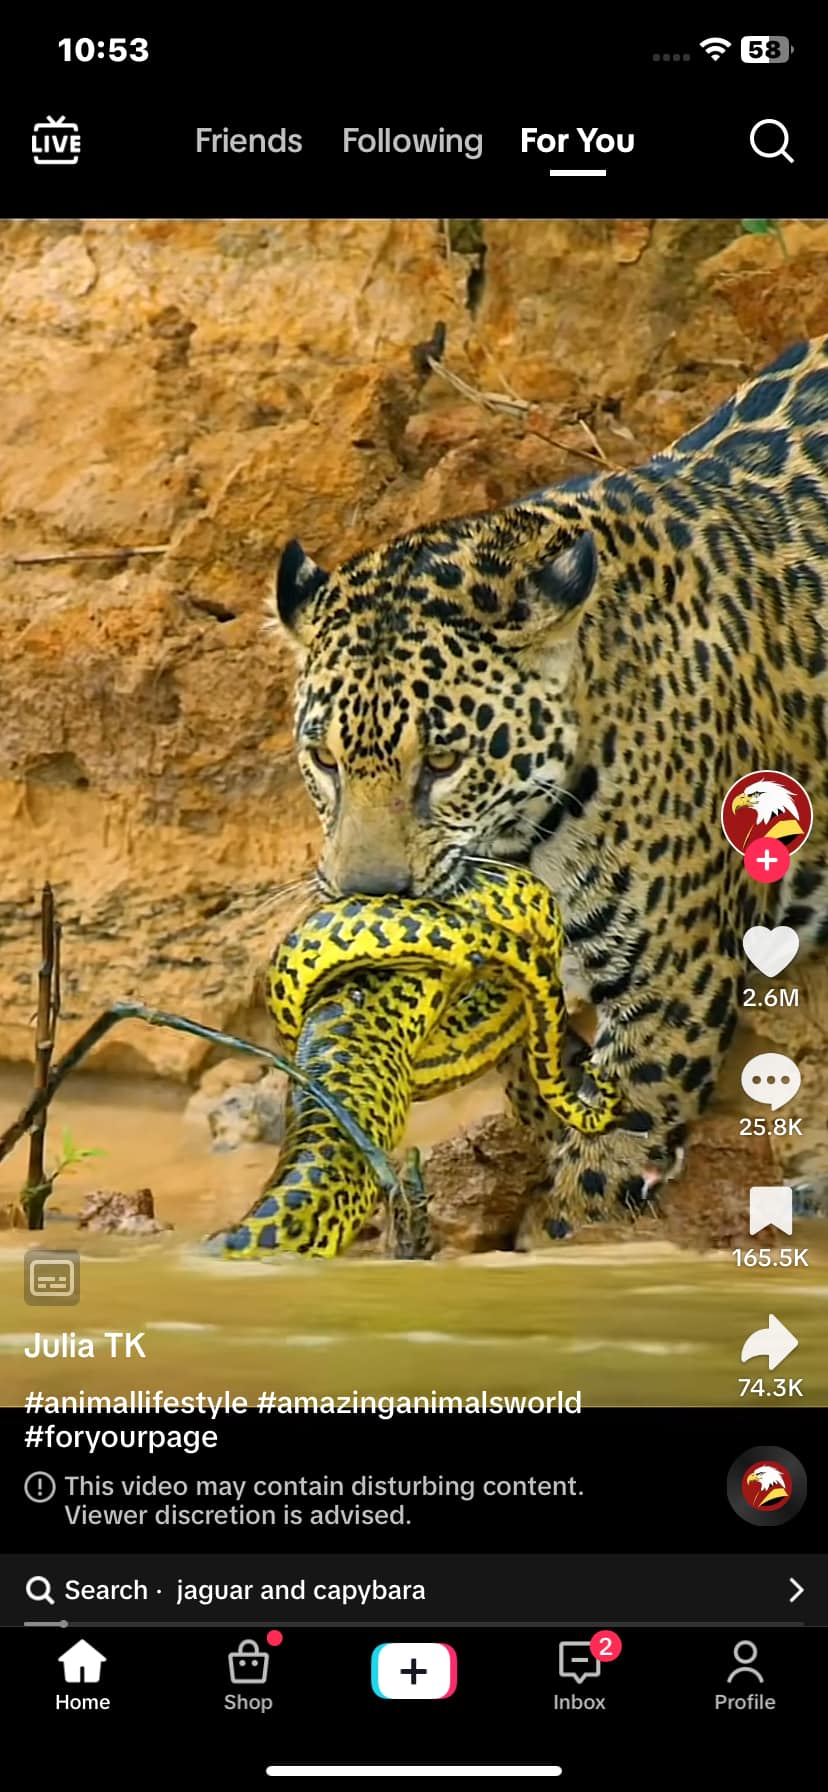 10:53
58
LIVE
Friends
Following
For You
2.6M
25.8K
165.5K
74.3K
Julia TK
#animallifestyle #amazinganimalsworld
#foryourpage
This video may contain disturbing content.
Viewer discretion is advised.
Search · jaguar and capybara
2
Home
Shop
Inbox
Profile